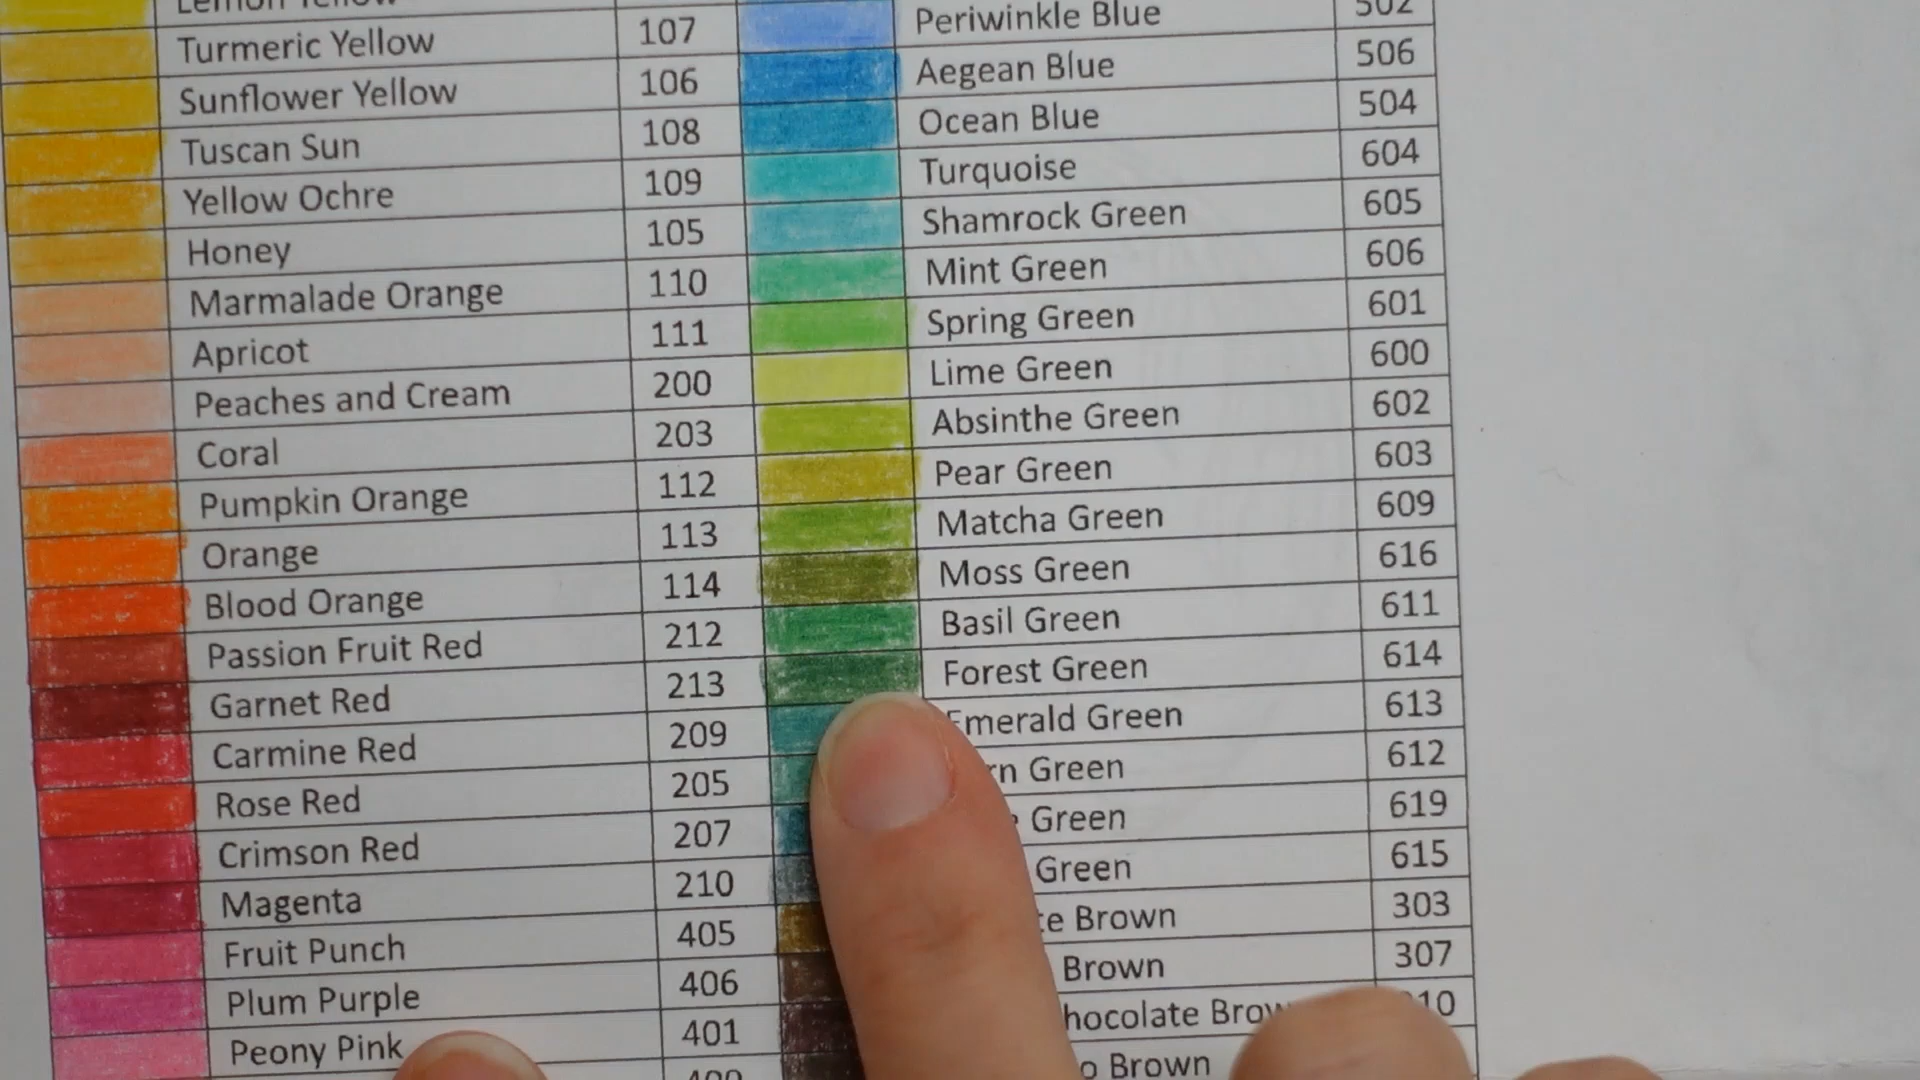 Lemon Yellow
Turmeric Yellow 107
Sunflower Yellow 106
Tuscan Sun 108
Yellow Ochre 109
Honey 105
Marmalade Orange 110
Apricot 111
Peaches and Cream 200
Coral 203
Pumpkin Orange 112
Orange 113
Blood Orange 114
Passion Fruit Red 212
Garnet Red 213
Carmine Red 209
Rose Red 205
Crimson Red 207
Magenta 210
Fruit Punch 405
Plum Purple 406
Peony Pink 401
Periwinkle Blue 502
Aegean Blue 506
Ocean Blue 504
Turquoise 604
Shamrock Green 605
Mint Green 606
Spring Green 601
Lime Green 600
Absinthe Green 602
Pear Green 603
Matcha Green 609
Moss Green 616
Basil Green 611
Forest Green 614
Emerald Green 613
Green 612
Green 619
Green 615
Brown 303
Brown 307
Brown